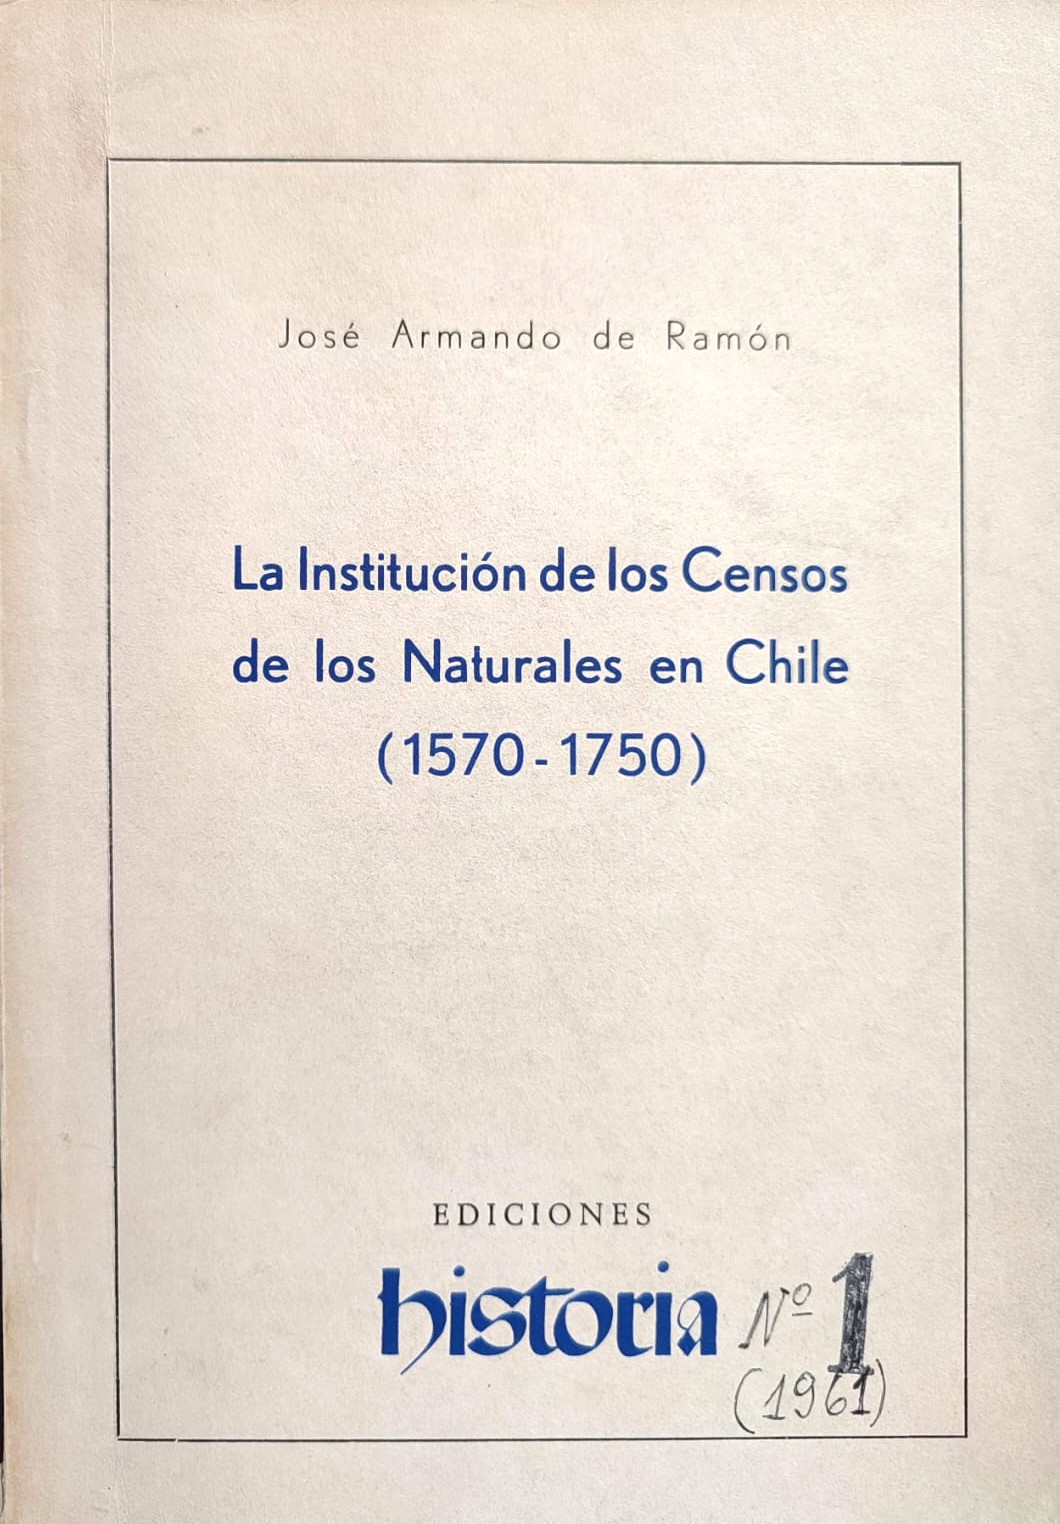 José Armando de Ramón
La Institución de los Censos
de los Naturales en Chile
(1570-1750)
EDICIONES
historia Nº 1
(1961)